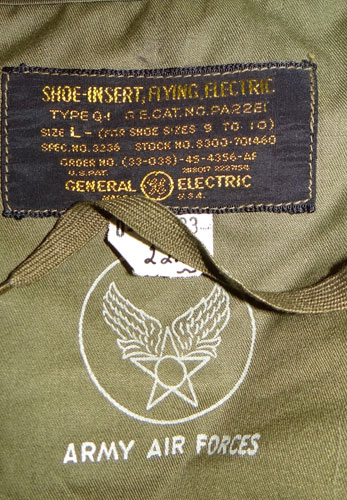 SHOE-INSERT, FLYING, ELECTRIC
TYPE Q-1 G.E. CAT. NO. PA22E1
SIZE L- (FOR SHOE SIZES 9 TO 10)
SPEC. NO. 3236 STOCK NO. 8300-701460
ORDER NO. (33-038)-45-4356-AF
U.S. PAT.
GENERAL GE ELECTRIC
U.S.A.
ARMY AIR FORCES